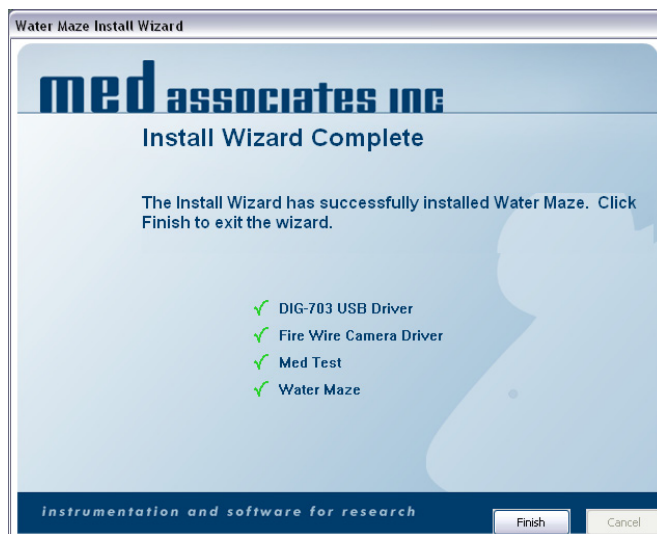 Water Maze Install Wizard
med associates inc
Install Wizard Complete
The Install Wizard has successfully installed Water Maze. Click
Finish to exit the wizard.
DIG-703 USB Driver
Fire Wire Camera Driver
Med Test
Water Maze
instrumentation and software for research
Finish
Cancel